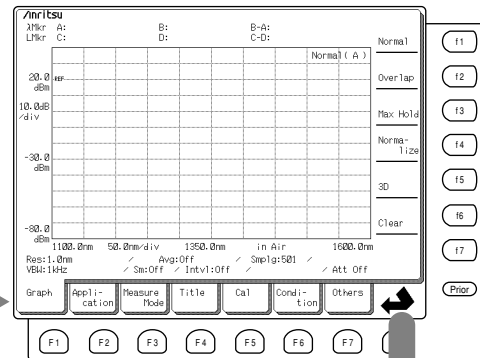 Anritsu
λMkr A: B: B-A:
LMkr C: D: C-D:
Normal ( A )
Normal
f1
20.0 REF
dBm
Overlap
f2
10.0dB
/div
Max Hold
f3
Norma-
lize
f4
-30.0
dBm
3D
f5
Clear
f6
-80.0
dBm
1100.0nm 50.0nm/div 1350.0nm in Air 1600.0nm
f7
Res:1.0nm / Avg:Off / Smplg:501 /
VBW:1kHz / Sm:Off / Intvl:Off / / Att Off
Graph
Appli-
cation
Measure
Mode
Title
Cal
Condi-
tion
Others
Prior
F1 F2 F3 F4 F5 F6 F7